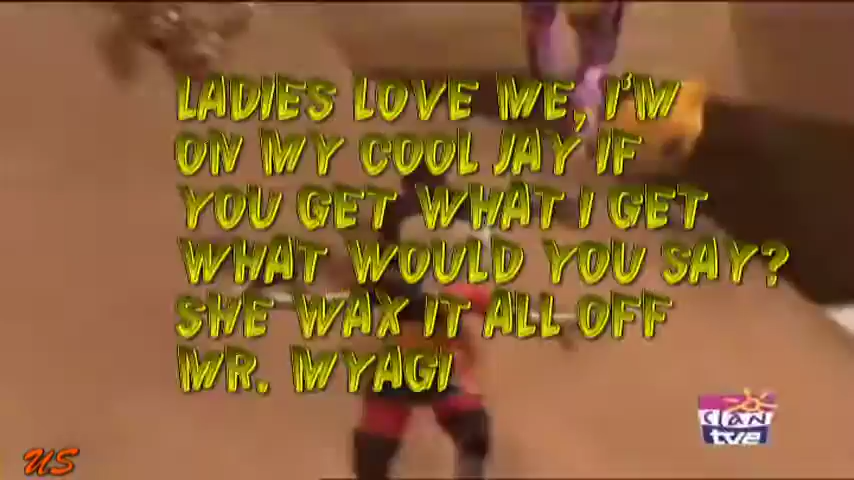 LADIES LOVE ME, I'M
ON MY COOL JAY IF
YOU GET WHAT I GET
WHAT WOULD YOU SAY?
SHE WAX IT ALL OFF
MR. MYAGI
CLAN
tve
US